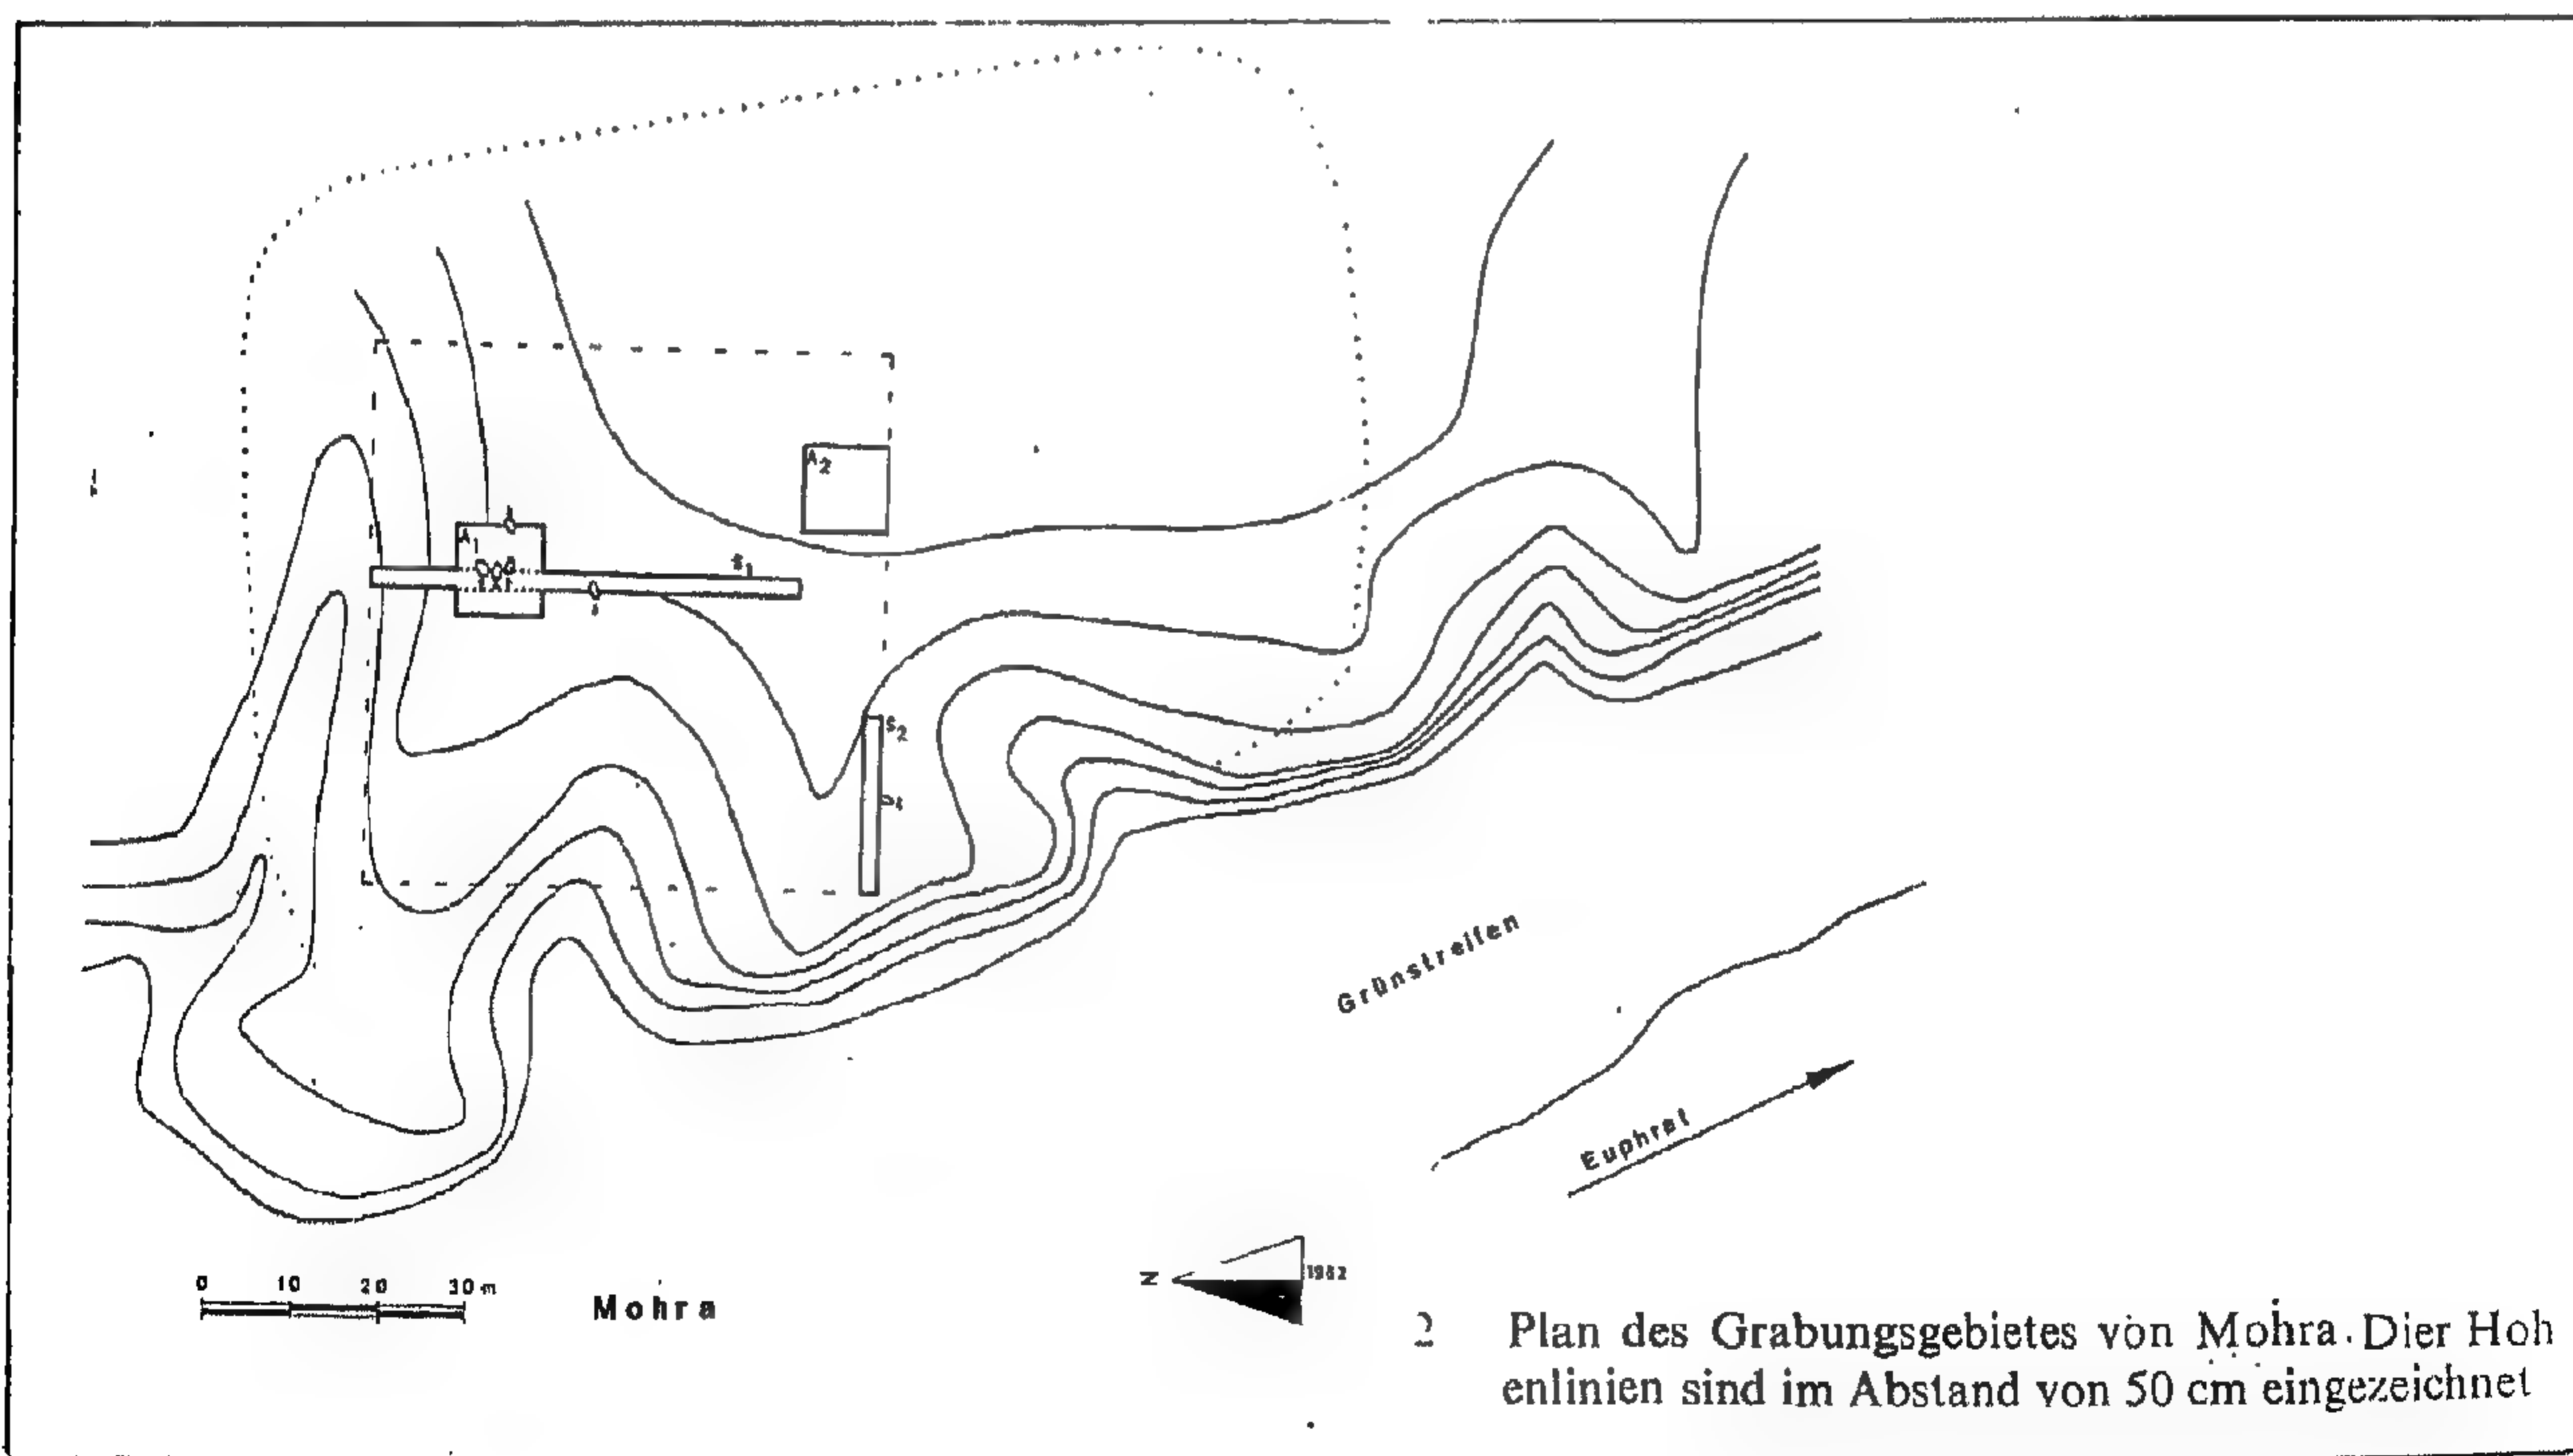 A1
A2
S1
S2
Grünstreifen
Euphrat
0 10 20 30 m
Mohra
N
1982
2 Plan des Grabungsgebietes von Mohra. Dier Hoh
enlinien sind im Abstand von 50 cm eingezeichnet